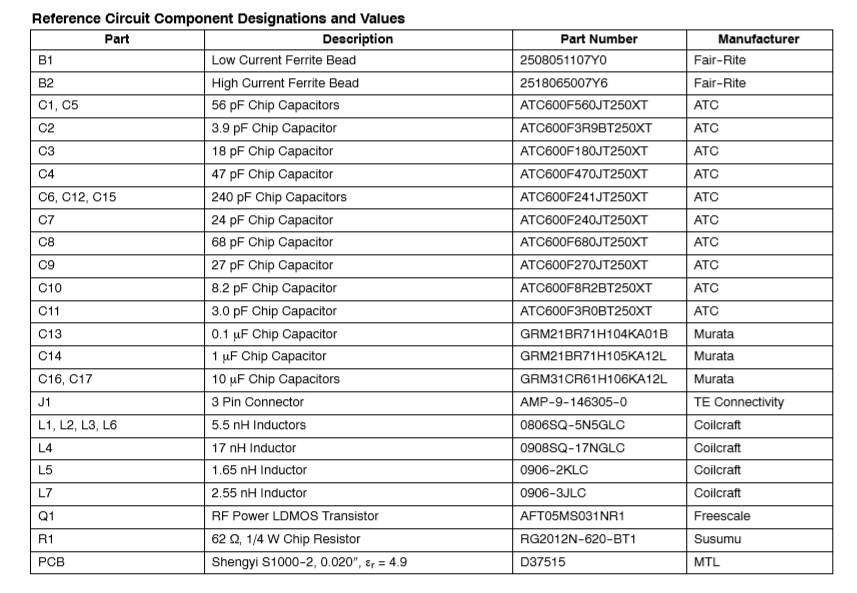 Reference Circuit Component Designations and Values
Part Description Part Number Manufacturer
B1 Low Current Ferrite Bead 2508051107Y0 Fair-Rite
B2 High Current Ferrite Bead 2518065007Y6 Fair-Rite
C1, C5 56 pF Chip Capacitors ATC600F560JT250XT ATC
C2 3.9 pF Chip Capacitor ATC600F3R9BT250XT ATC
C3 18 pF Chip Capacitor ATC600F180JT250XT ATC
C4 47 pF Chip Capacitor ATC600F470JT250XT ATC
C6, C12, C15 240 pF Chip Capacitors ATC600F241JT250XT ATC
C7 24 pF Chip Capacitor ATC600F240JT250XT ATC
C8 68 pF Chip Capacitor ATC600F680JT250XT ATC
C9 27 pF Chip Capacitor ATC600F270JT250XT ATC
C10 8.2 pF Chip Capacitor ATC600F8R2BT250XT ATC
C11 3.0 pF Chip Capacitor ATC600F3R0BT250XT ATC
C13 0.1 μF Chip Capacitor GRM21BR71H104KA01B Murata
C14 1 μF Chip Capacitor GRM21BR71H105KA12L Murata
C16, C17 10 μF Chip Capacitors GRM31CR61H106KA12L Murata
J1 3 Pin Connector AMP-9-146305-0 TE Connectivity
L1, L2, L3, L6 5.5 nH Inductors 0806SQ-5N5GLC Coilcraft
L4 17 nH Inductor 0908SQ-17NGLC Coilcraft
L5 1.65 nH Inductor 0906-2KLC Coilcraft
L7 2.55 nH Inductor 0906-3JLC Coilcraft
Q1 RF Power LDMOS Transistor AFT05MS031NR1 Freescale
R1 62 Ω, 1/4 W Chip Resistor RG2012N-620-BT1 Susumu
PCB Shengyi S1000-2, 0.020″, εr = 4.9 D37515 MTL